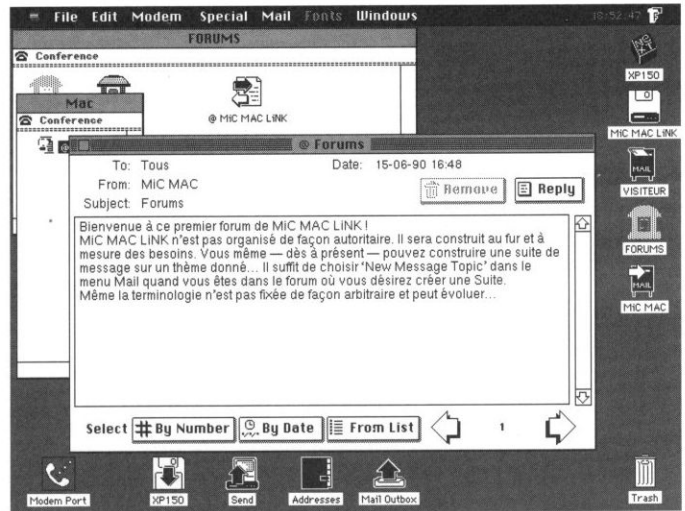 File Edit Modem Special Mail Fonts Windows
FORUMS
Conference
@ MiC MAC LiNK
Mac
Conference
XP150
MiC MAC LiNK
MAIL
VISITEUR
FORUMS
MAIL
MiC MAC
@ Forums
To: Tous
Date: 15-06-90 16:48
From: MiC MAC
Remove
Reply
Subject: Forums
Bienvenue à ce premier forum de MiC MAC LiNK !
MiC MAC LiNK n'est pas organisé de façon autoritaire. Il sera construit au fur et à
mesure des besoins. Vous même — dès à présent — pouvez construire une suite de
message sur un thème donné... Il suffit de choisir 'New Message Topic' dans le
menu Mail quand vous êtes dans le forum où vous désirez créer une Suite.
Même la terminologie n'est pas fixée de façon arbitraire et peut évoluer...
Select # By Number By Date From List 1
Modem Port
XP150
Send
Addresses
Mail Outbox
Trash